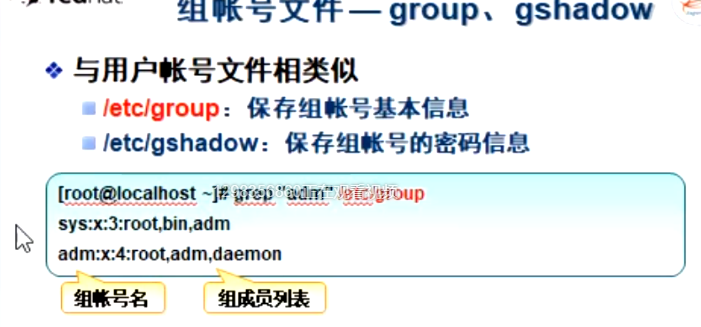 组帐号文件 — group、gshadow
与用户帐号文件相类似
/etc/group：保存组帐号基本信息
/etc/gshadow：保存组帐号的密码信息
[root@localhost ~]# grep "adm" /etc/group
sys:x:3:root,bin,adm
adm:x:4:root,adm,daemon
组帐号名
组成员列表